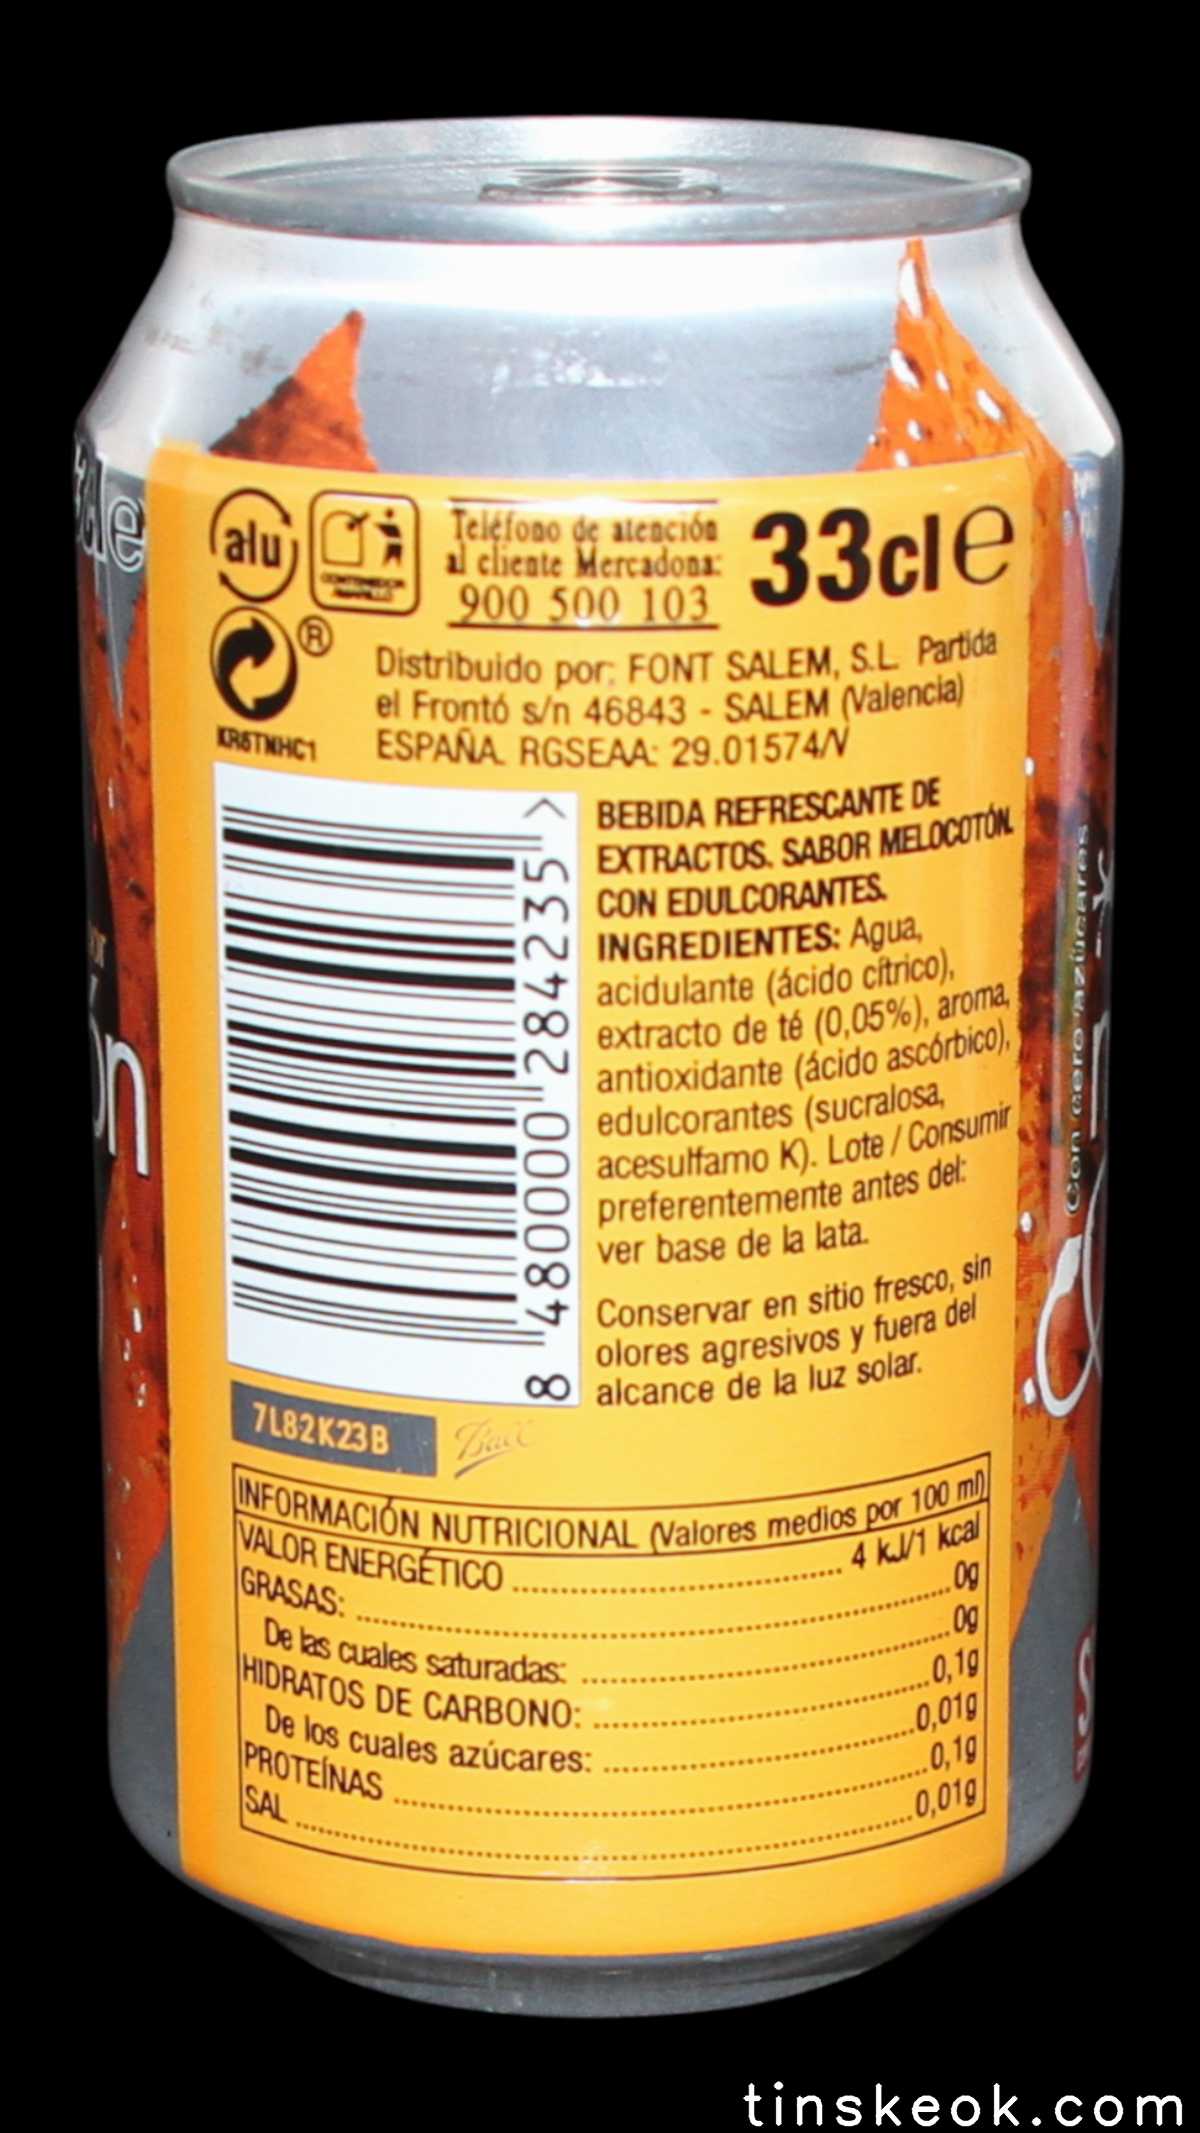 alu
CONTENEDOR
AMARILLO
Teléfono de atención
al cliente Mercadona:
900 500 103
33cl e
®
KR6TNHC1
Distribuido por: FONT SALEM, S.L. Partida
el Frontó s/n 46843 - SALEM (Valencia)
ESPAÑA. RGSEAA: 29.01574/V
8 480000 284235 >
BEBIDA REFRESCANTE DE
EXTRACTOS. SABOR MELOCOTÓN.
CON EDULCORANTES.
INGREDIENTES: Agua,
acidulante (ácido cítrico),
extracto de té (0,05%), aroma,
antioxidante (ácido ascórbico),
edulcorantes (sucralosa,
acesulfamo K). Lote / Consumir
preferentemente antes del:
ver base de la lata.
Conservar en sitio fresco, sin
olores agresivos y fuera del
alcance de la luz solar.
7L82K23B
Ball
INFORMACIÓN NUTRICIONAL (Valores medios por 100 ml)
VALOR ENERGÉTICO ........ 4 kJ/1 kcal
GRASAS: ........ 0g
De las cuales saturadas: ........ 0g
HIDRATOS DE CARBONO: ........ 0,1g
De los cuales azúcares: ........ 0,01g
PROTEÍNAS ........ 0,1g
SAL ........ 0,01g
Con cero azúcares
tinskeok.com